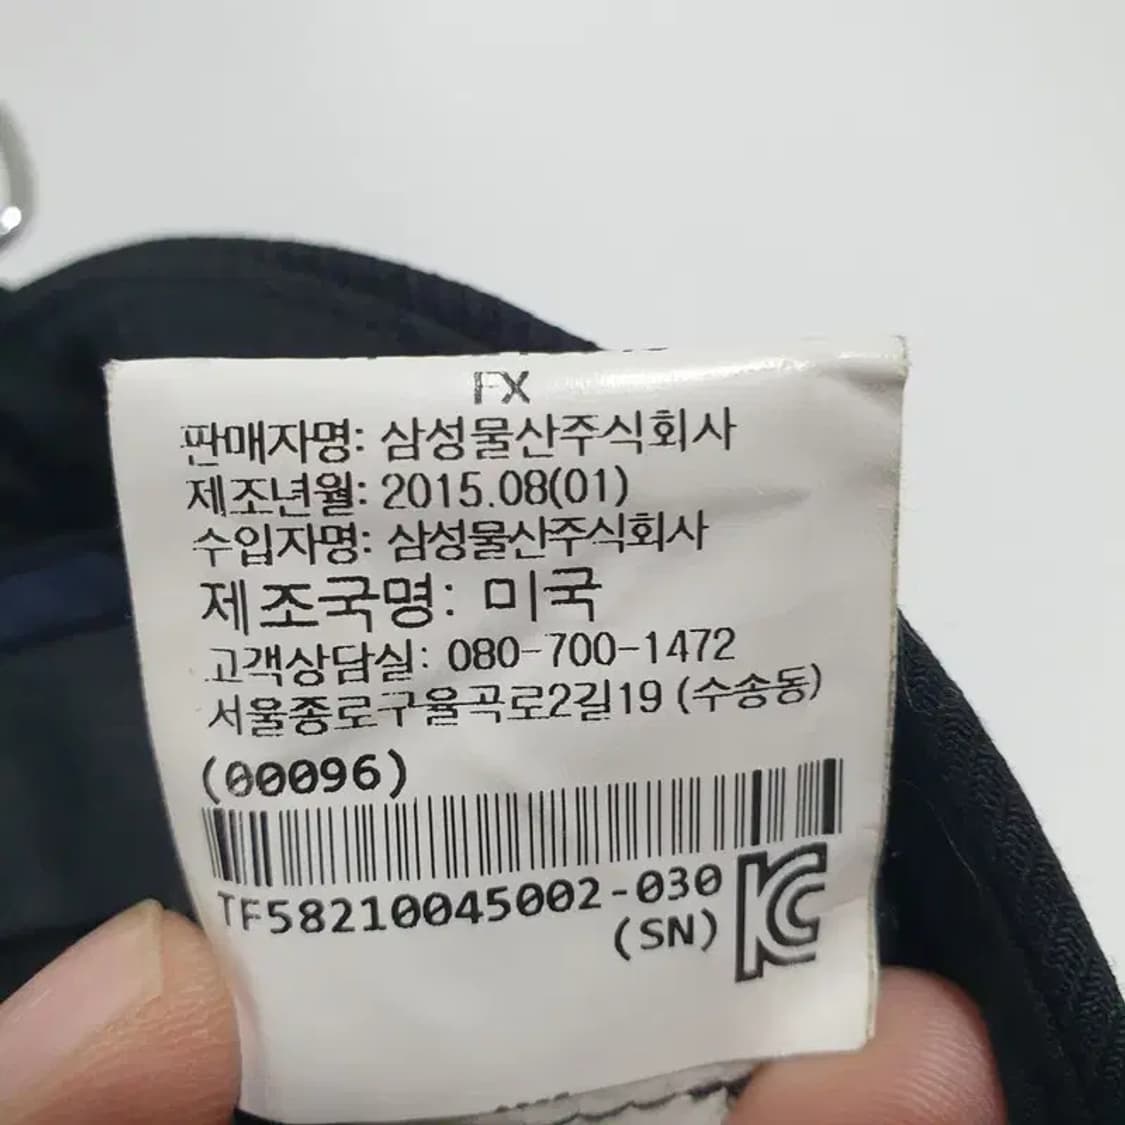 FX
판매자명: 삼성물산주식회사
제조년월: 2015.08(01)
수입자명: 삼성물산주식회사
제조국명: 미국
고객상담실: 080-700-1472
서울종로구율곡로2길19 (수송동)
(00096)
TF58210045002-030
(SN)
KC